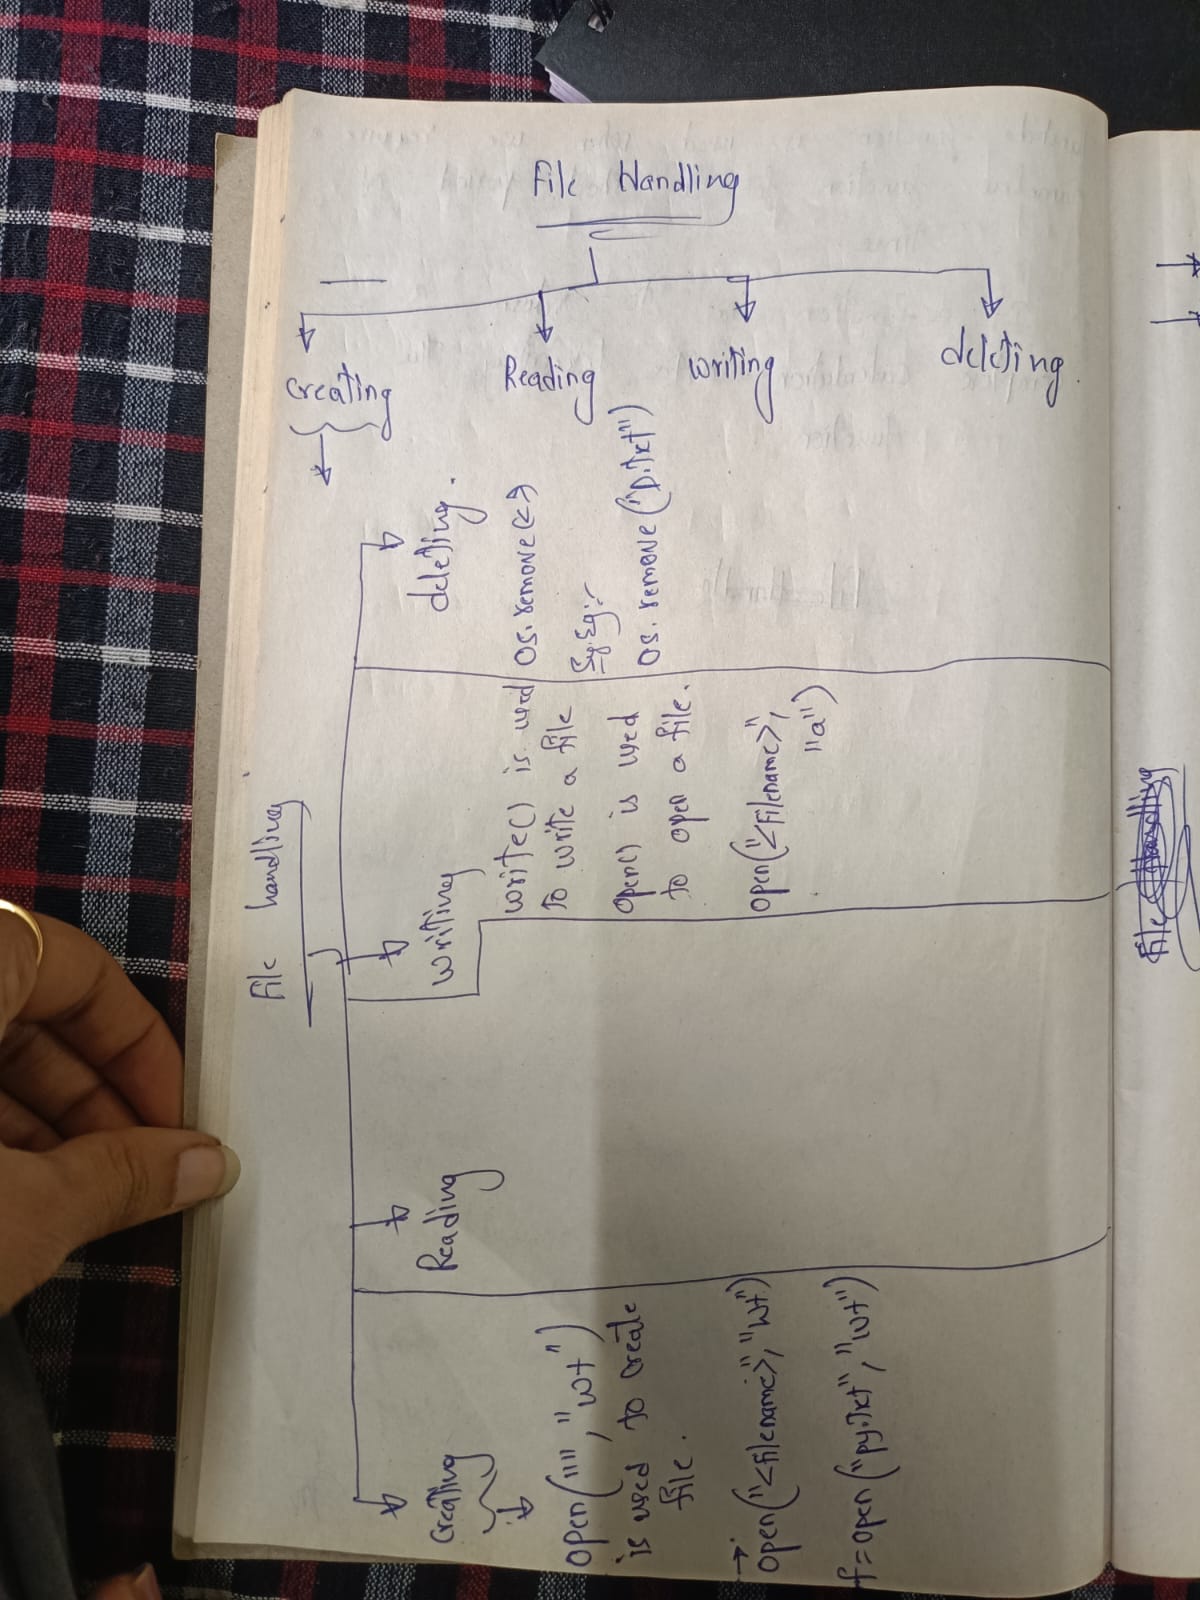 File Handling
creating
Reading
writing
deleting.
File handling
Creating
open("", "wt")
is used to create
file.
→ open("<filename>", "wt")
f=open("py.txt", "wt")
Reading
Writing
write() is used
to write a file
open() is used
to open a file.
open("<filename>",
"a")
deleting.
os.remove(< >)
Eg:-
os.remove("D.txt")
File Handling